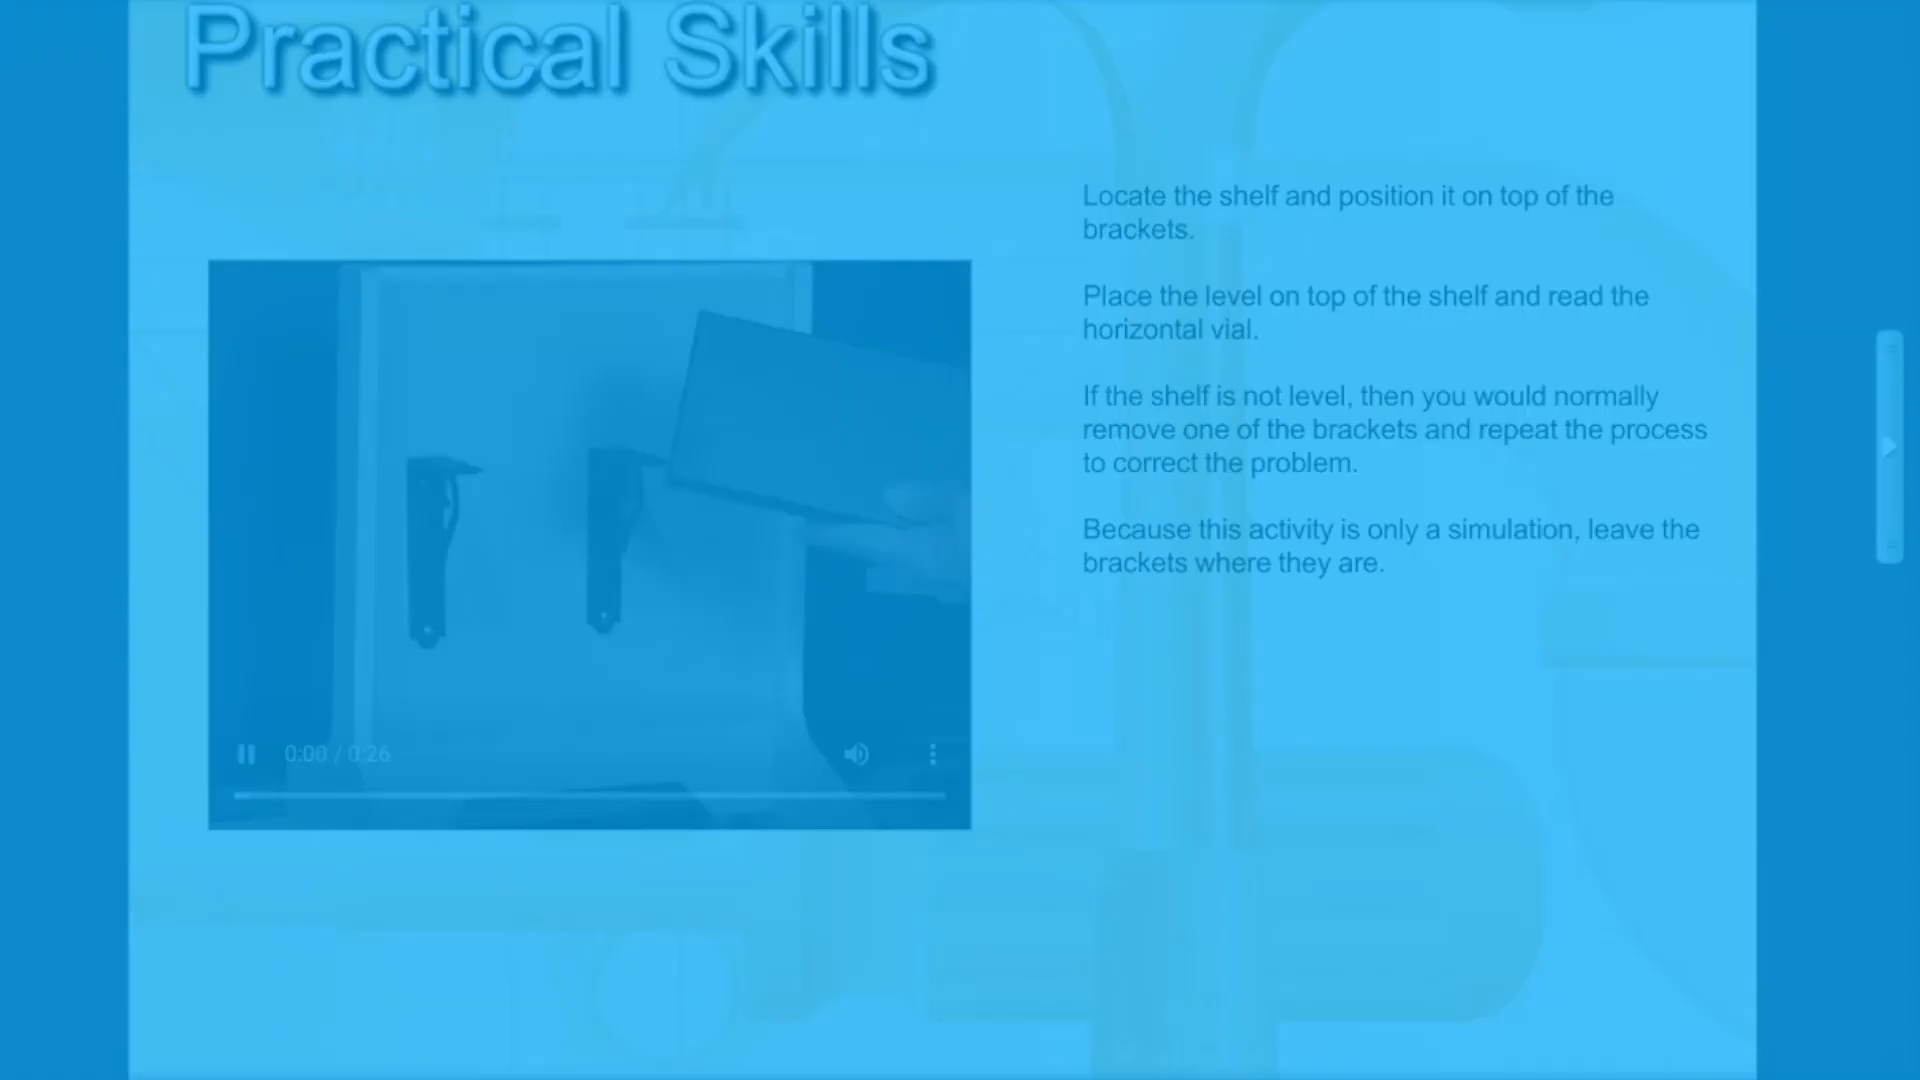 Practical Skills
Locate the shelf and position it on top of the
brackets.
Place the level on top of the shelf and read the
horizontal vial.
If the shelf is not level, then you would normally
remove one of the brackets and repeat the process
to correct the problem.
Because this activity is only a simulation, leave the
brackets where they are.
0:00 / 0:26